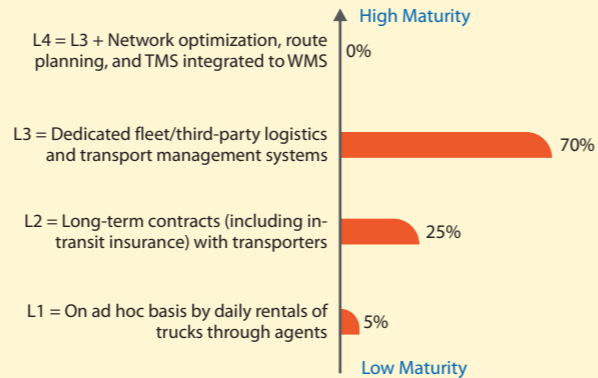 High Maturity
L4 = L3 + Network optimization, route
planning, and TMS integrated to WMS
0%
L3 = Dedicated fleet/third-party logistics
and transport management systems
70%
L2 = Long-term contracts (including in-
transit insurance) with transporters
25%
L1 = On ad hoc basis by daily rentals of
trucks through agents
5%
Low Maturity